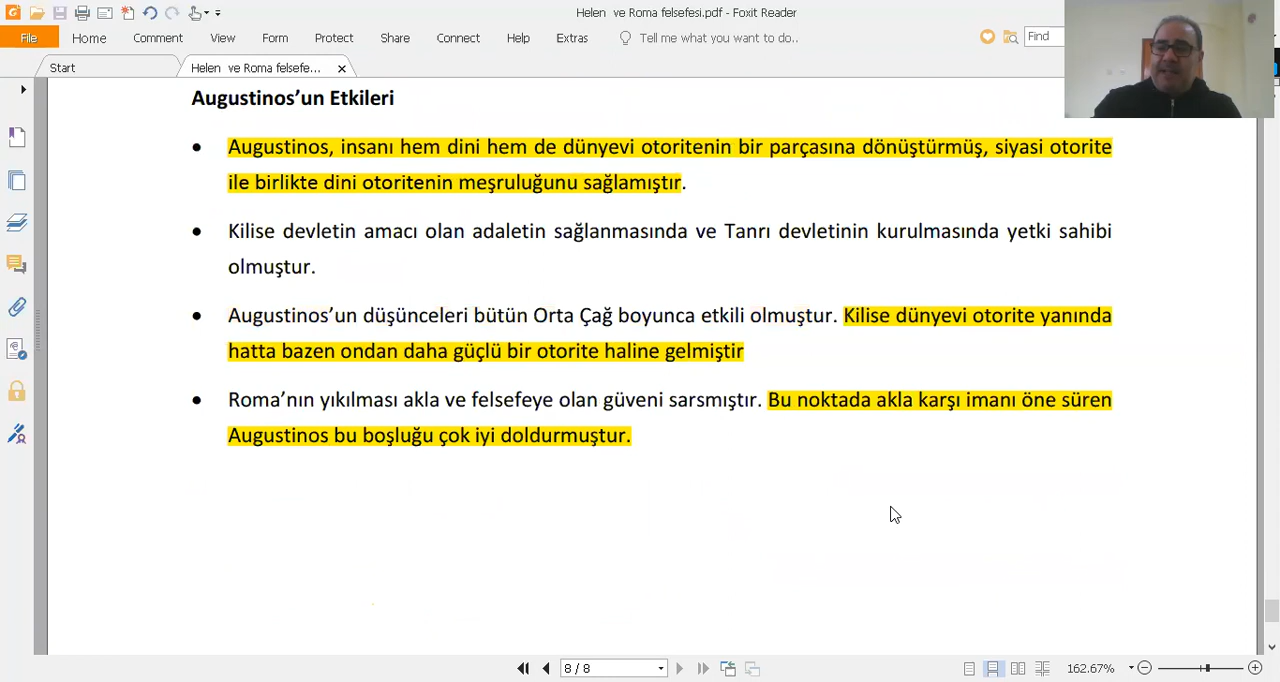 Helen ve Roma felsefesi.pdf - Foxit Reader
File Home Comment View Form Protect Share Connect Help Extras Tell me what you want to do.. Find
Start Helen ve Roma felsefe... x
Augustinos’un Etkileri
• Augustinos, insanı hem dini hem de dünyevi otoritenin bir parçasına dönüştürmüş, siyasi otorite
ile birlikte dini otoritenin meşruluğunu sağlamıştır.
• Kilise devletin amacı olan adaletin sağlanmasında ve Tanrı devletinin kurulmasında yetki sahibi
olmuştur.
• Augustinos’un düşünceleri bütün Orta Çağ boyunca etkili olmuştur. Kilise dünyevi otorite yanında
hatta bazen ondan daha güçlü bir otorite haline gelmiştir
• Roma’nın yıkılması akla ve felsefeye olan güveni sarsmıştır. Bu noktada akla karşı imanı öne süren
Augustinos bu boşluğu çok iyi doldurmuştur.
8 / 8 162.67%